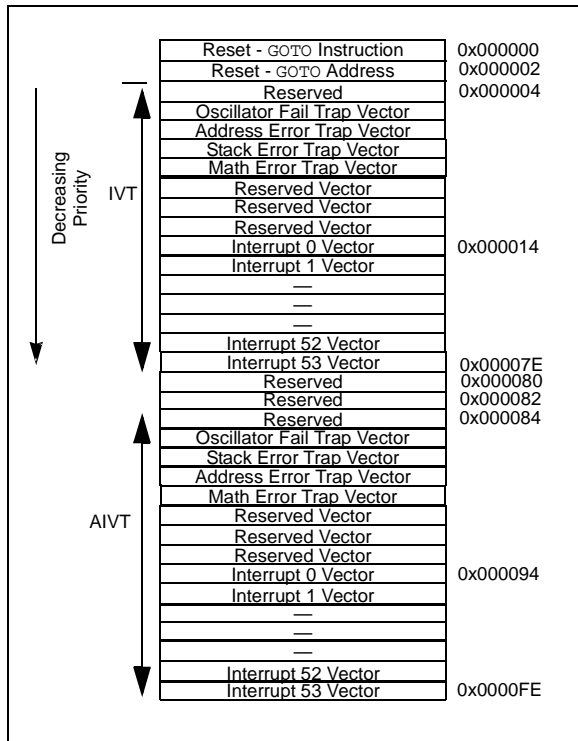 Reset - GOTO Instruction 0x000000
Reset - GOTO Address 0x000002
Reserved 0x000004
Oscillator Fail Trap Vector
Address Error Trap Vector
Stack Error Trap Vector
Math Error Trap Vector
Reserved Vector
Reserved Vector
Reserved Vector
Interrupt 0 Vector 0x000014
Interrupt 1 Vector
—
—
—
Interrupt 52 Vector
Interrupt 53 Vector 0x00007E
Reserved 0x000080
Reserved 0x000082
Reserved 0x000084
Oscillator Fail Trap Vector
Stack Error Trap Vector
Address Error Trap Vector
Math Error Trap Vector
Reserved Vector
Reserved Vector
Reserved Vector
Interrupt 0 Vector 0x000094
Interrupt 1 Vector
—
—
—
Interrupt 52 Vector
Interrupt 53 Vector 0x0000FE
Decreasing
Priority
IVT
AIVT